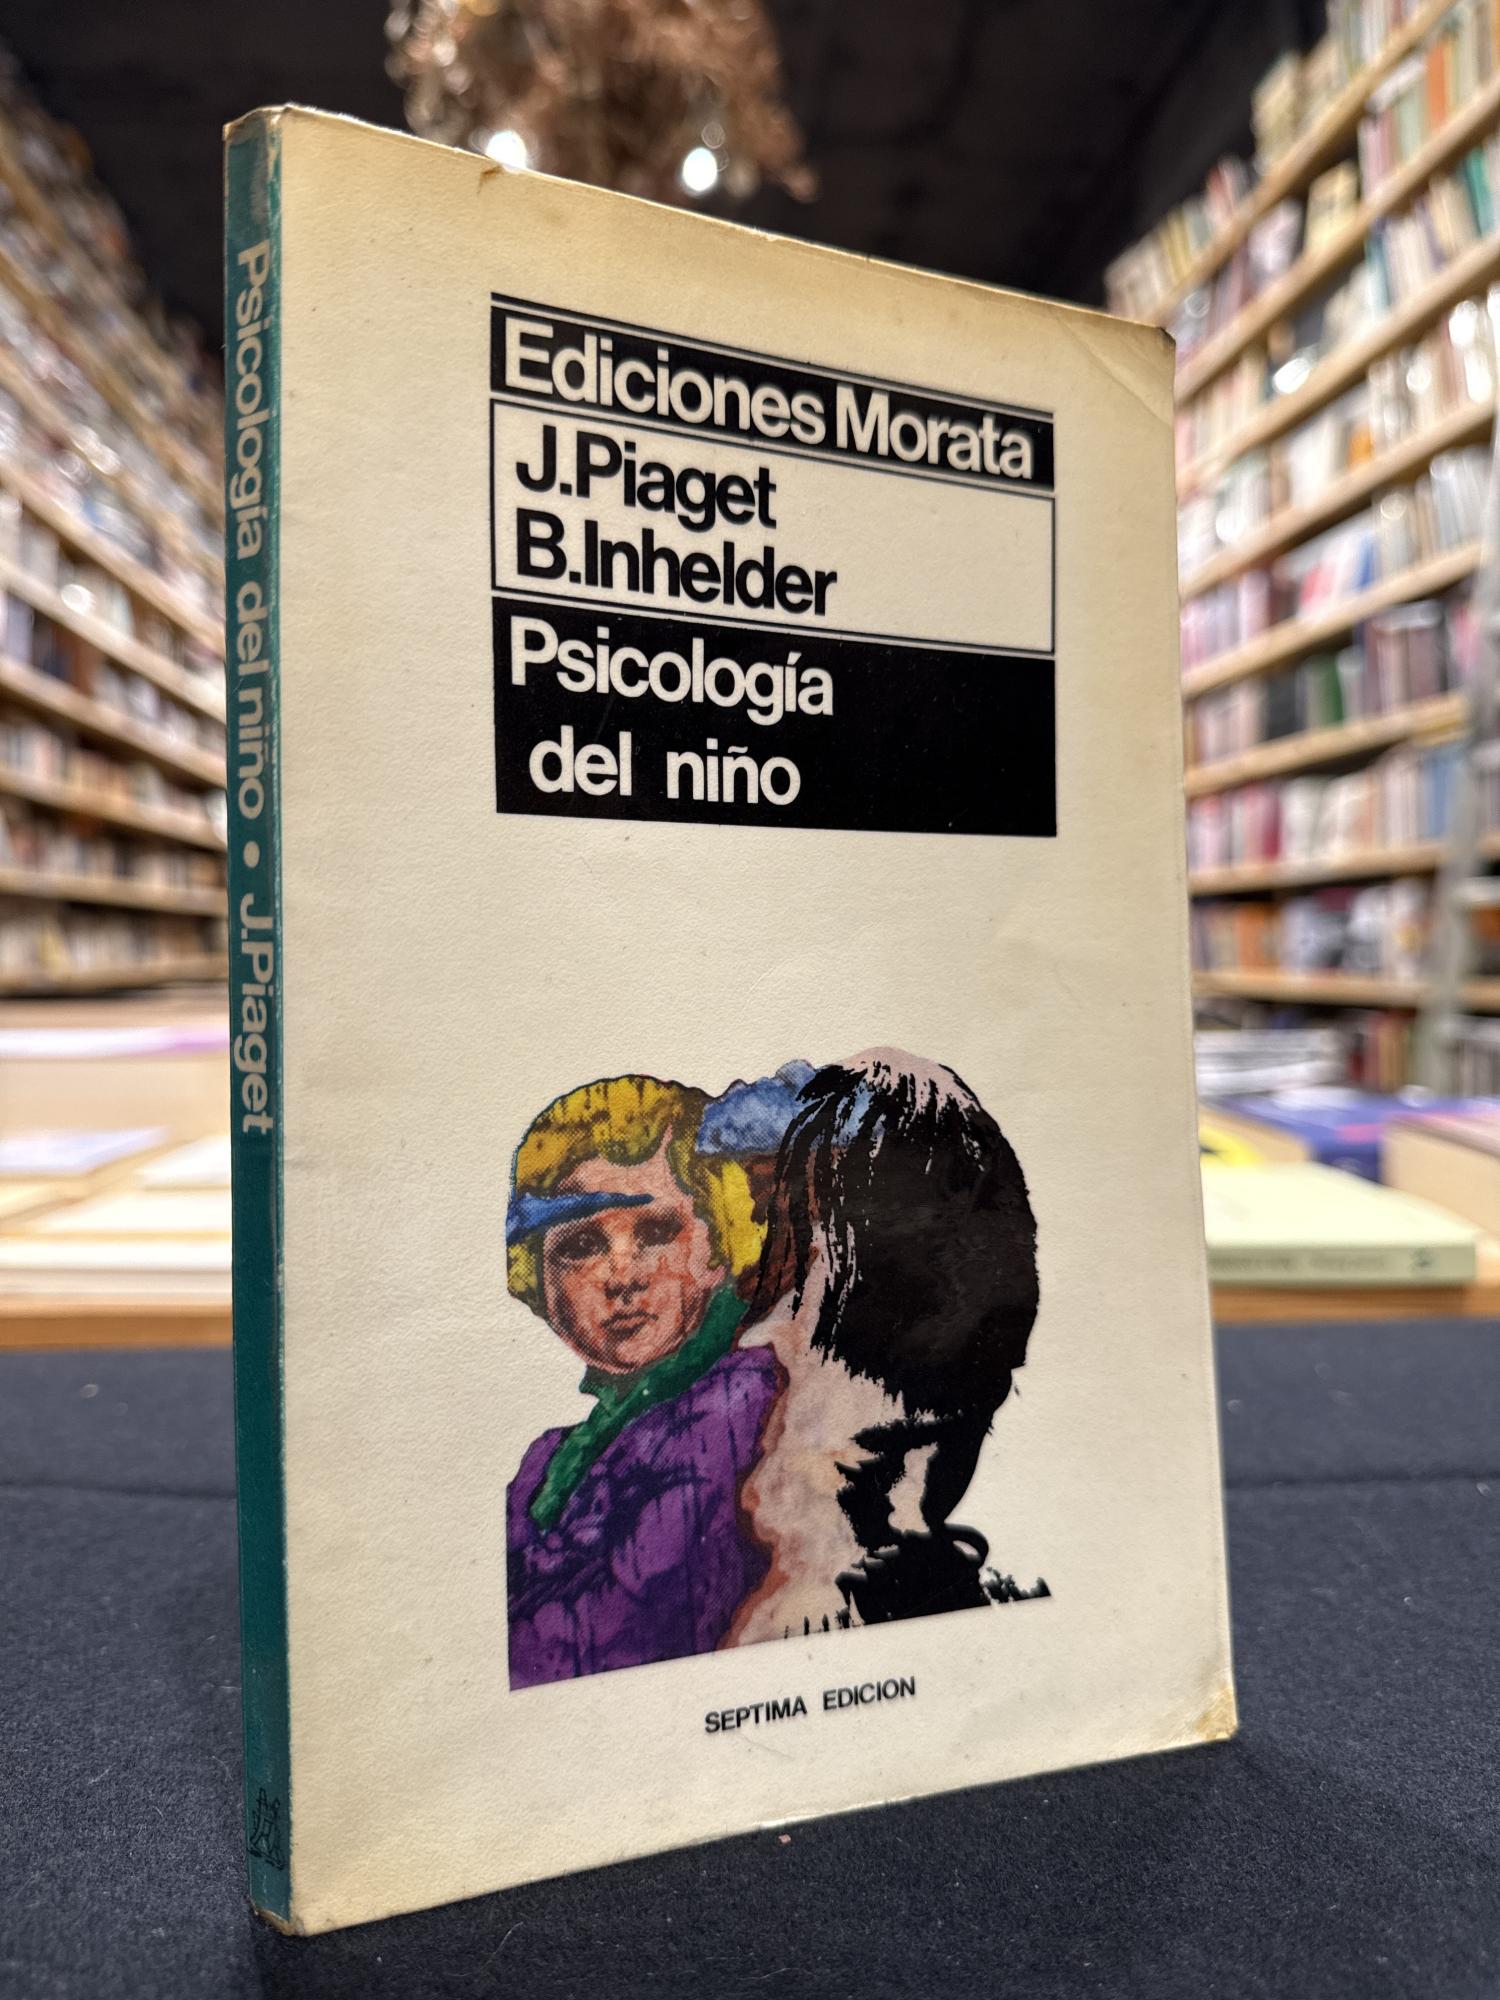 Psicología del niño • J.Piaget
Ediciones Morata
J.Piaget
B.Inhelder
Psicología
del niño
SEPTIMA EDICION